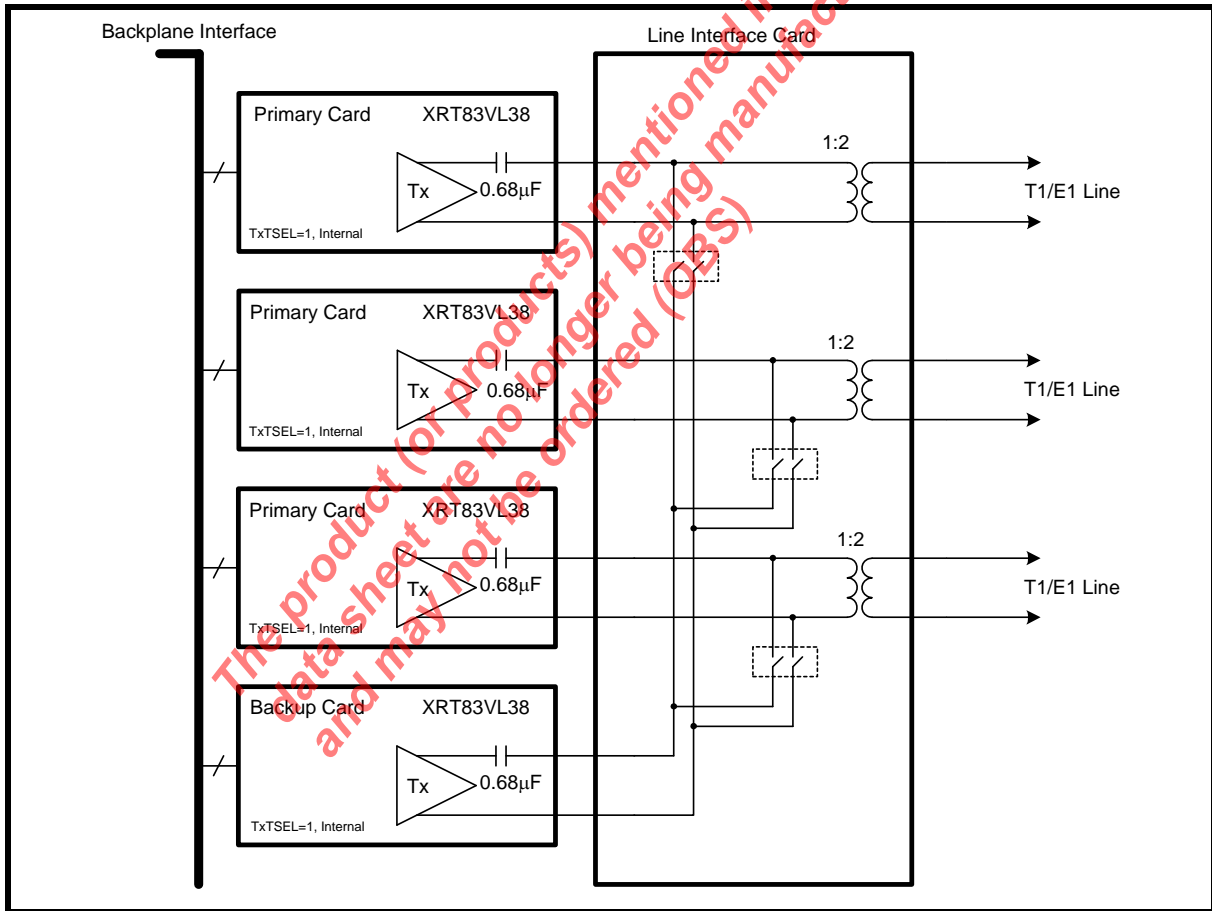 Backplane Interface
Line Interface Card
Primary Card XRT83VL38
Tx 0.68μF
TxTSEL=1, Internal
1:2
T1/E1 Line
Primary Card XRT83VL38
Tx 0.68μF
TxTSEL=1, Internal
1:2
T1/E1 Line
Primary Card XRT83VL38
Tx 0.68μF
TxTSEL=1, Internal
1:2
T1/E1 Line
Backup Card XRT83VL38
Tx 0.68μF
TxTSEL=1, Internal
The product (or products) mentioned in
data sheet are no longer being manufac
and may not be ordered (OBS)